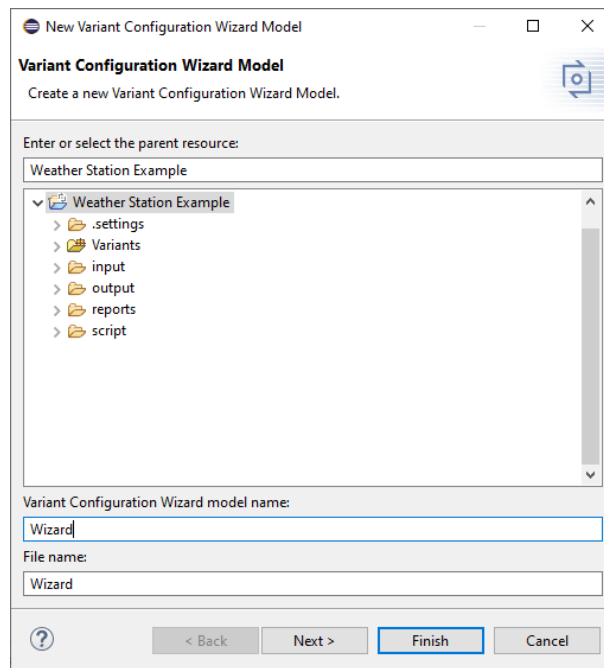 New Variant Configuration Wizard Model
Variant Configuration Wizard Model
Create a new Variant Configuration Wizard Model.
Enter or select the parent resource:
Weather Station Example
Weather Station Example
.settings
Variants
input
output
reports
script
Variant Configuration Wizard model name:
Wizard
File name:
Wizard
? < Back Next > Finish Cancel